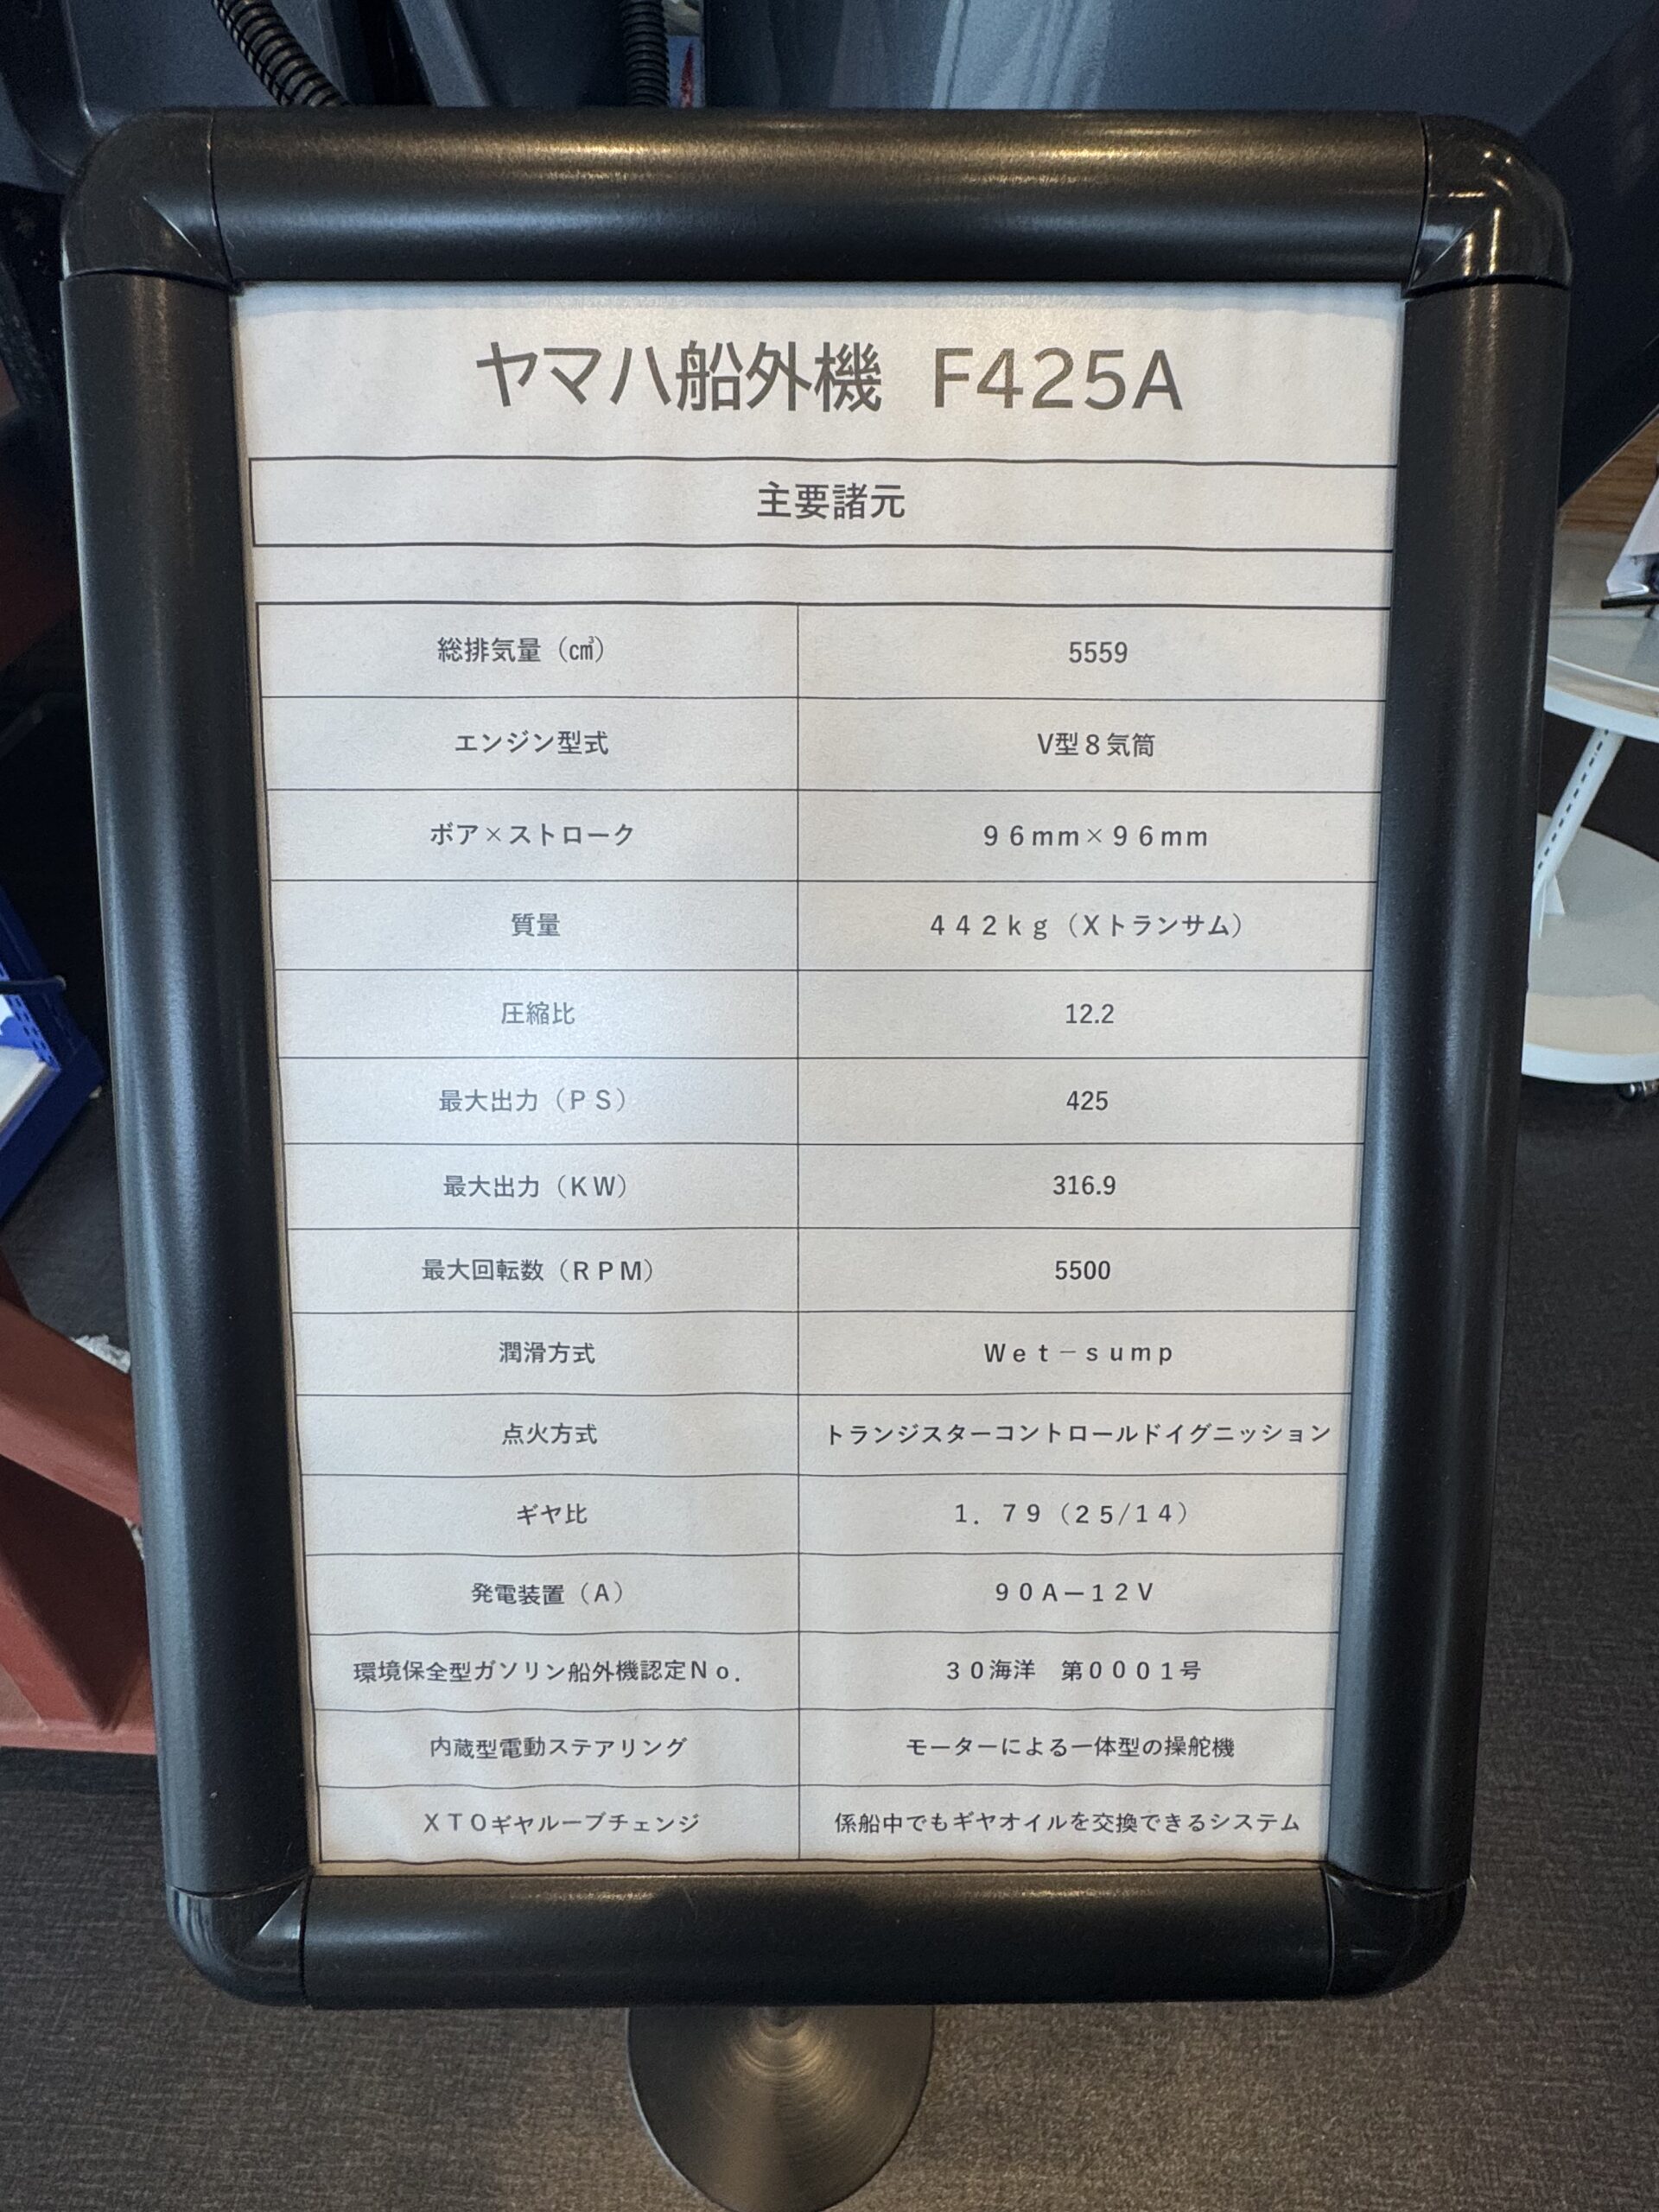 ヤマハ船外機 F425A
主要諸元
総排気量（㎤） 5559
エンジン型式 V型８気筒
ボア×ストローク ９６ｍｍ×９６ｍｍ
質量 ４４２ｋｇ（Xトランサム）
圧縮比 12.2
最大出力（ＰＳ） 425
最大出力（ＫＷ） 316.9
最大回転数（ＲＰＭ） 5500
潤滑方式 Ｗｅｔ－ｓｕｍｐ
点火方式 トランジスターコントロールドイグニッション
ギヤ比 １．７９（２５/１４）
発電装置（Ａ） ９０Ａ－１２Ｖ
環境保全型ガソリン船外機認定Ｎｏ． ３０海洋　第０００１号
内蔵型電動ステアリング モーターによる一体型の操舵機
ＸＴＯギヤルーブチェンジ 係船中でもギヤオイルを交換できるシステム